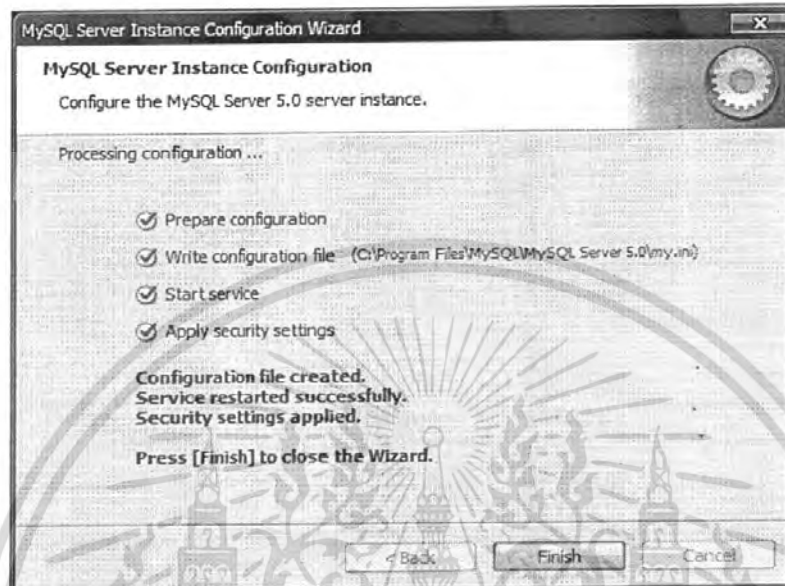 MySQL Server Instance Configuration Wizard
MySQL Server Instance Configuration
Configure the MySQL Server 5.0 server instance.
Processing configuration ...
Prepare configuration
Write configuration file (C:\Program Files\MySQL\MySQL Server 5.0\my.ini)
Start service
Apply security settings
Configuration file created.
Service restarted successfully.
Security settings applied.
Press [Finish] to close the Wizard.
< Back Finish Cancel